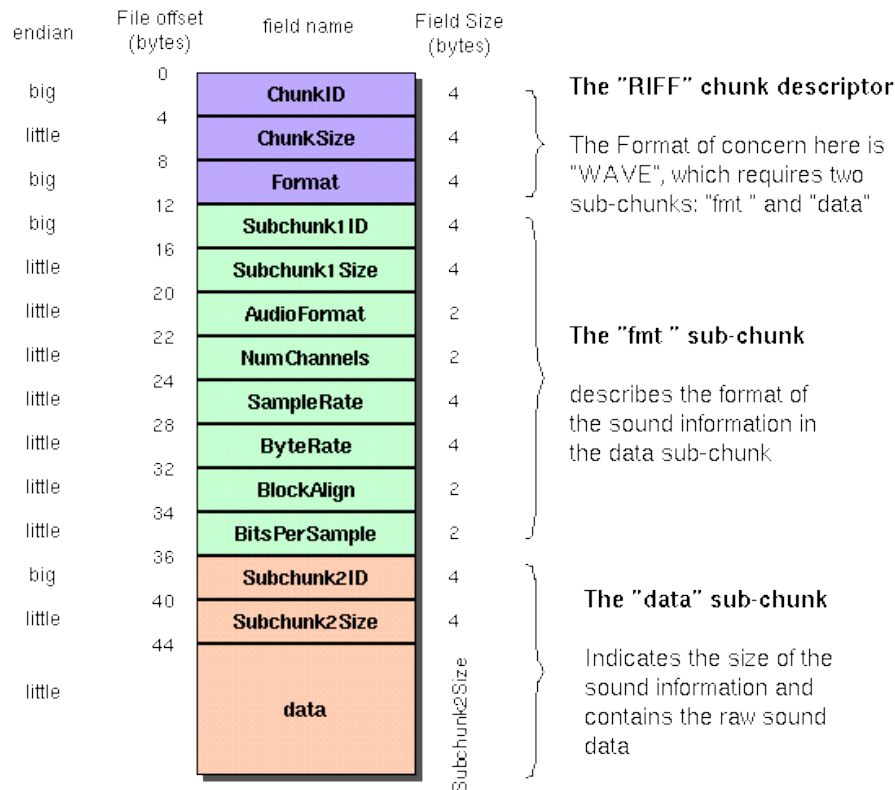 endian
File offset
(bytes)
field name
Field Size
(bytes)
0
big
ChunkID
4
4
little
ChunkSize
4
8
big
Format
4
12
big
Subchunk1ID
4
16
little
Subchunk1Size
4
20
little
AudioFormat
2
22
little
NumChannels
2
24
little
SampleRate
4
28
little
ByteRate
4
32
little
BlockAlign
2
34
little
BitsPerSample
2
36
big
Subchunk2ID
4
40
little
Subchunk2Size
4
44
little
data
Subchunk2Size
The "RIFF" chunk descriptor
The Format of concern here is
"WAVE", which requires two
sub-chunks: "fmt " and "data"
The "fmt " sub-chunk
describes the format of
the sound information in
the data sub-chunk
The "data" sub-chunk
Indicates the size of the
sound information and
contains the raw sound
data